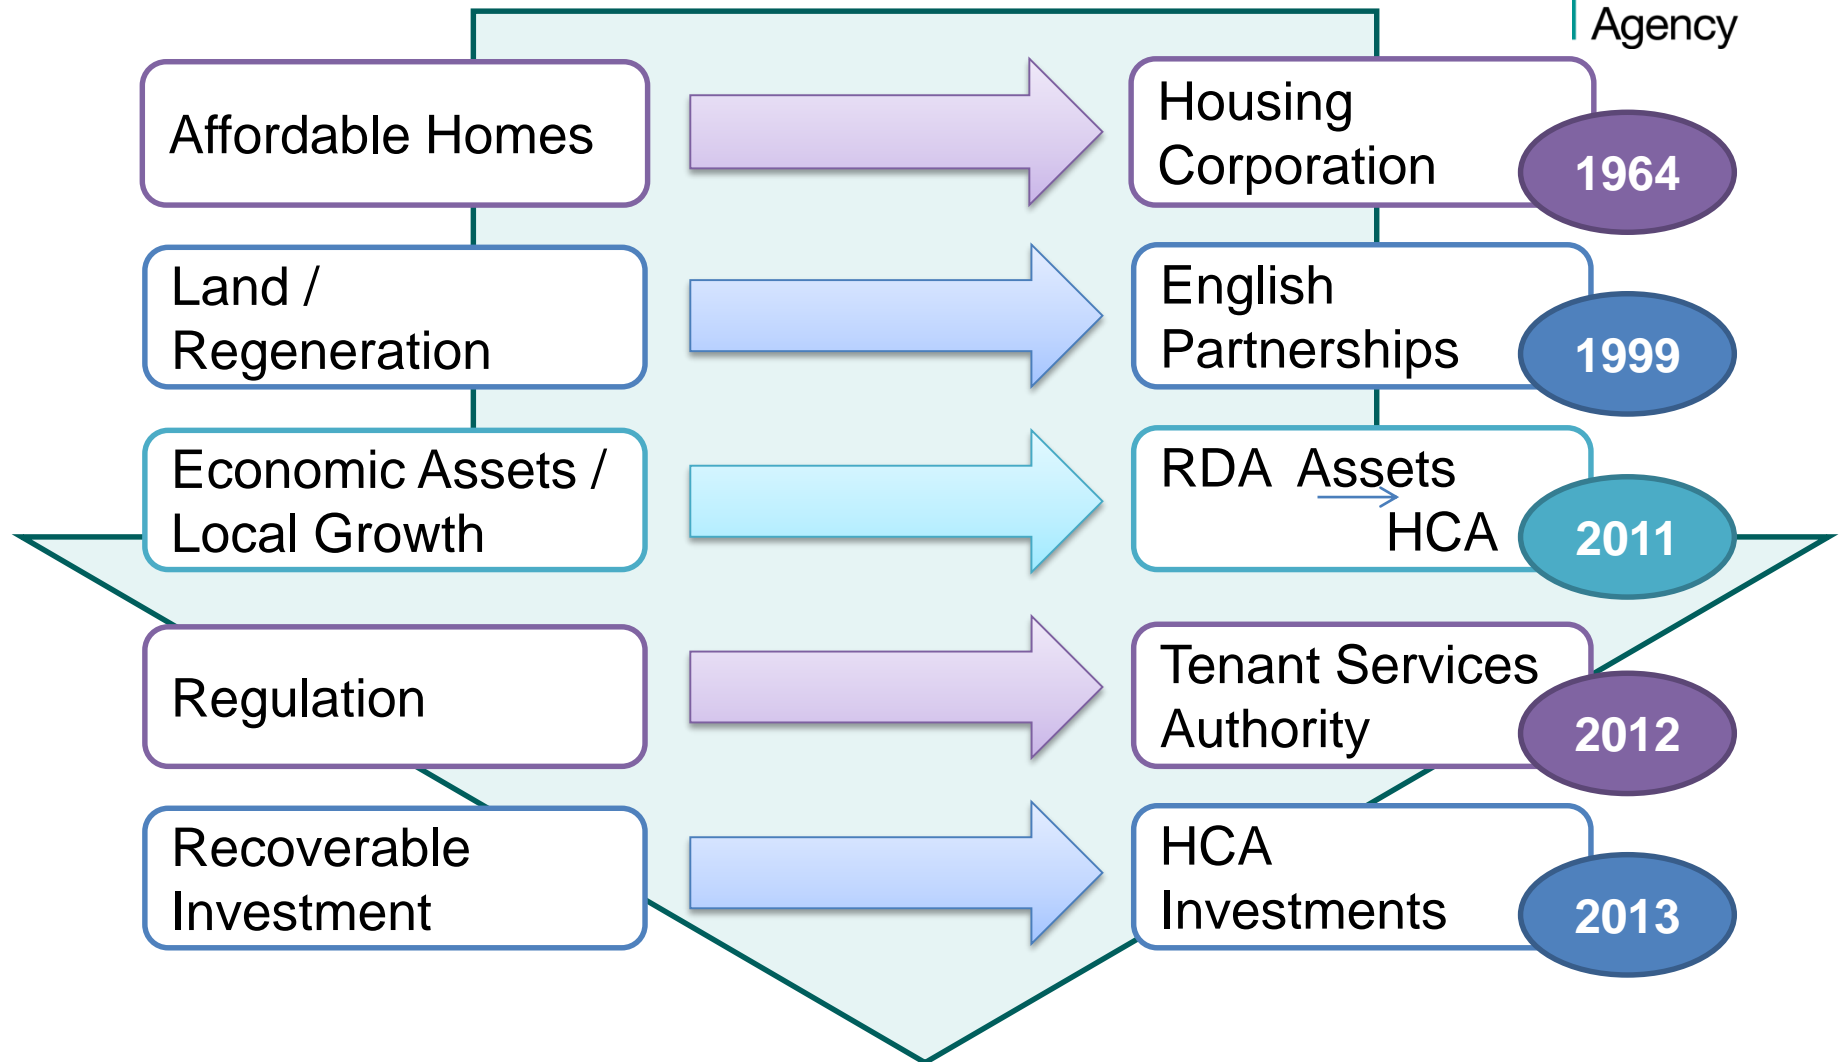 Agency
Affordable Homes
Housing
Corporation
1964
Land /
Regeneration
English
Partnerships
1999
Economic Assets /
Local Growth
RDA Assets
HCA
2011
Regulation
Tenant Services
Authority
2012
Recoverable
Investment
HCA
Investments
2013